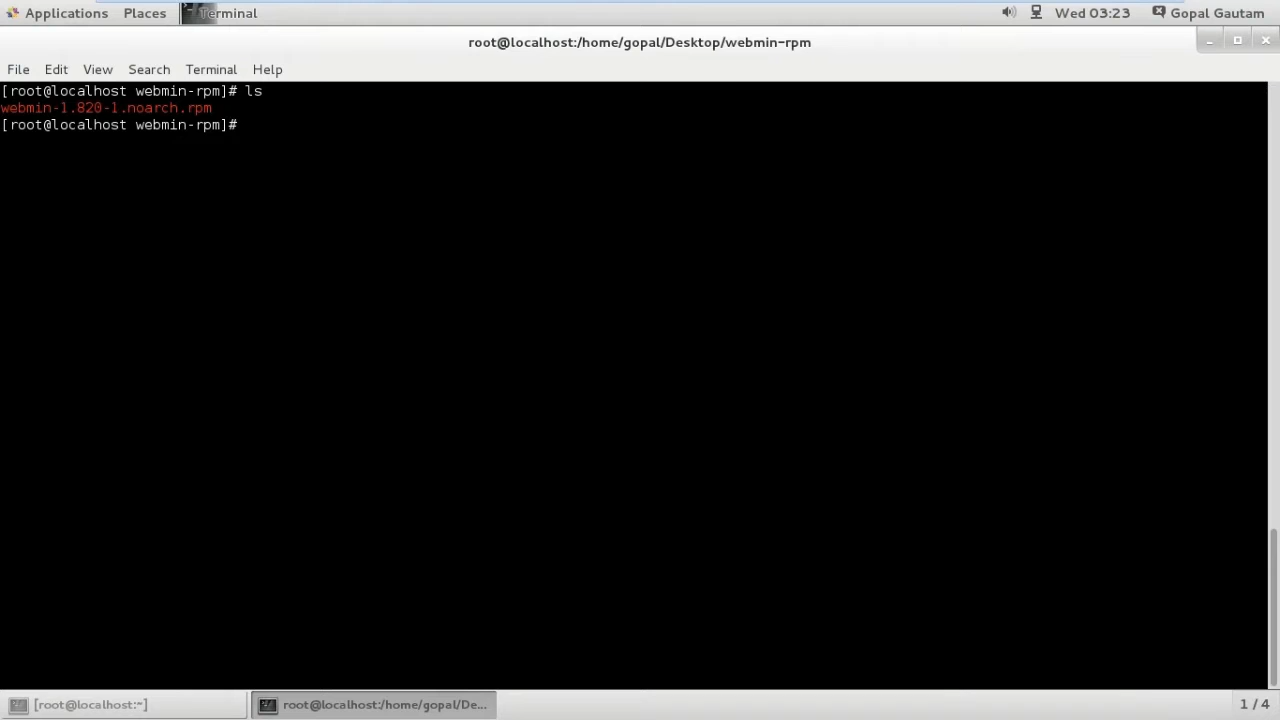 Applications Places Terminal Wed 03:23 Gopal Gautam
root@localhost:/home/gopal/Desktop/webmin-rpm
File Edit View Search Terminal Help
[root@localhost webmin-rpm]# ls
webmin-1.820-1.noarch.rpm
[root@localhost webmin-rpm]#
[root@localhost:~] root@localhost:/home/gopal/De... 1 / 4